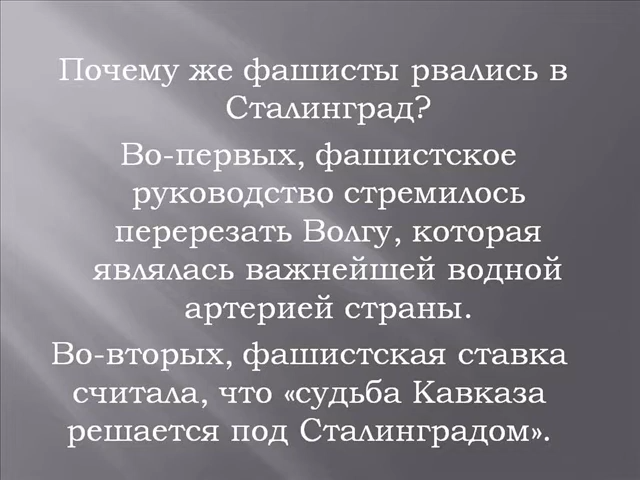 Почему же фашисты рвались в
Сталинград?
Во-первых, фашистское
руководство стремилось
перерезать Волгу, которая
являлась важнейшей водной
артерией страны.
Во-вторых, фашистская ставка
считала, что «судьба Кавказа
решается под Сталинградом».